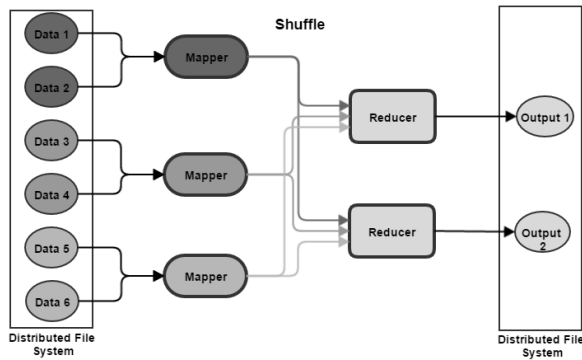 Shuffle
Data 1
Data 2
Data 3
Data 4
Data 5
Data 6
Distributed File
System
Mapper
Mapper
Mapper
Reducer
Reducer
Output 1
Output
2
Distributed File
System